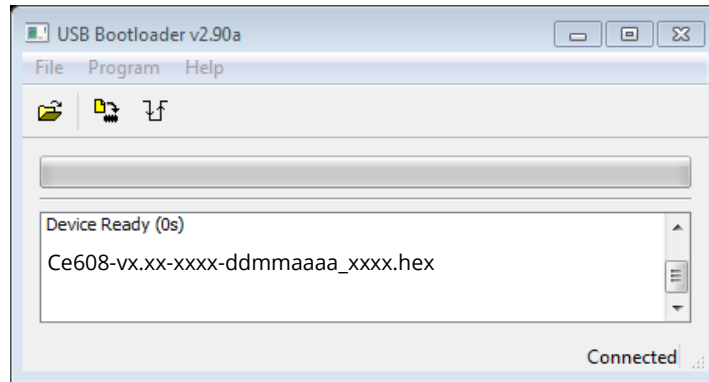 USB Bootloader v2.90a
File Program Help
Device Ready (0s)
Ce608-vx.xx-xxxx-ddmmaaaa_xxxx.hex
Connected